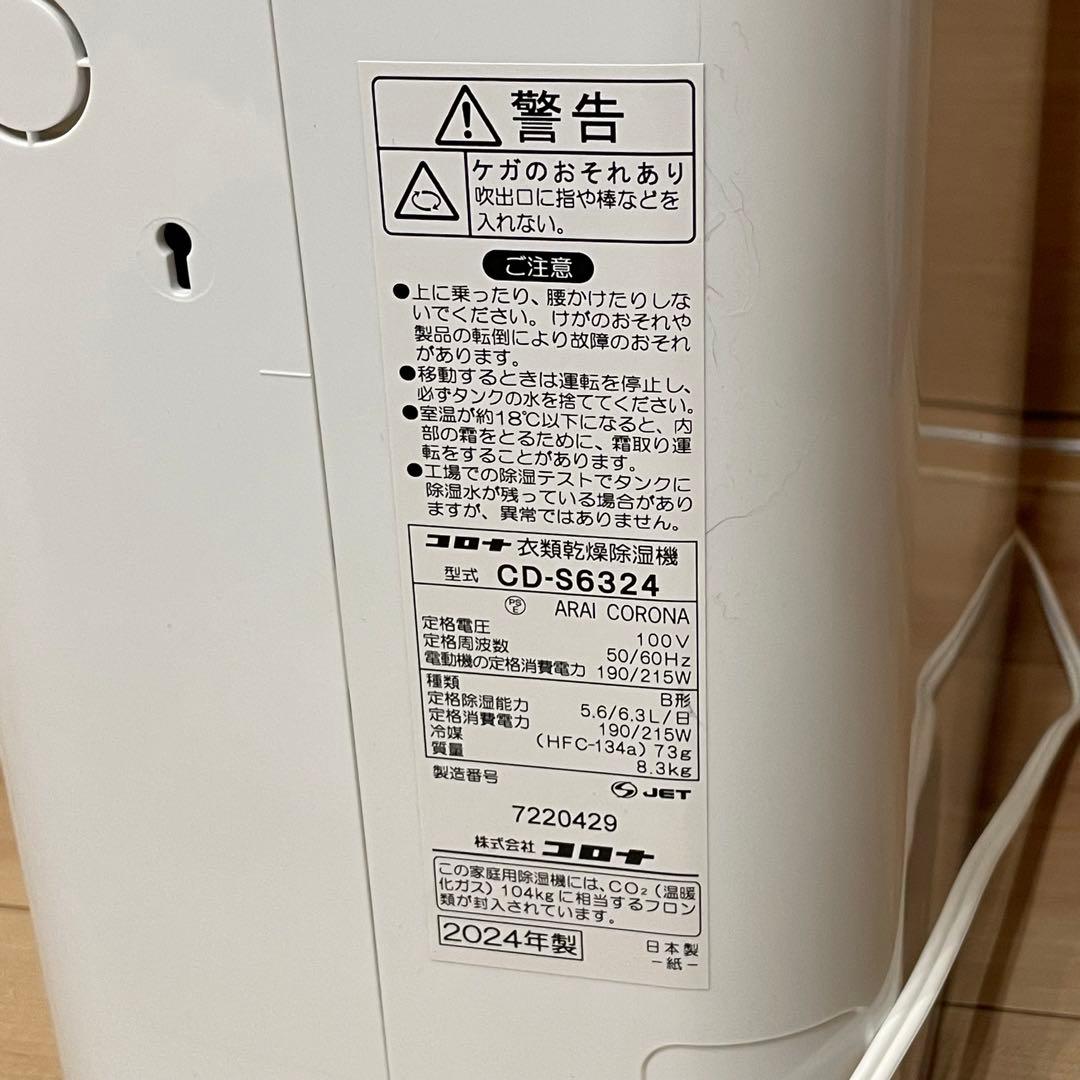 警告
ケガのおそれあり
吹出口に指や棒などを
入れない。
ご注意
●上に乗ったり、腰かけたりしな
いでください。けがのおそれや
製品の転倒により故障のおそれ
があります。
●移動するときは運転を停止し、
必ずタンクの水を捨ててください。
●室温が約18℃以下になると、内
部の霜をとるために、霜取り運
転をすることがあります。
●工場での除湿テストでタンクに
除湿水が残っている場合があり
ますが、異常ではありません。
コロナ 衣類乾燥除湿機
型式 CD-S6324
PSE ARAI CORONA
定格電圧 100V
定格周波数 50/60Hz
電動機の定格消費電力 190/215W
種類 B形
定格除湿能力 5.6/6.3L/日
定格消費電力 190/215W
冷媒 (HFC-134a) 73g
質量 8.3kg
製造番号 JET
7220429
株式会社 コロナ
この家庭用除湿機には、CO₂(温暖
化ガス)104kgに相当するフロン
類が封入されています。
2024年製 日本製
-紙-